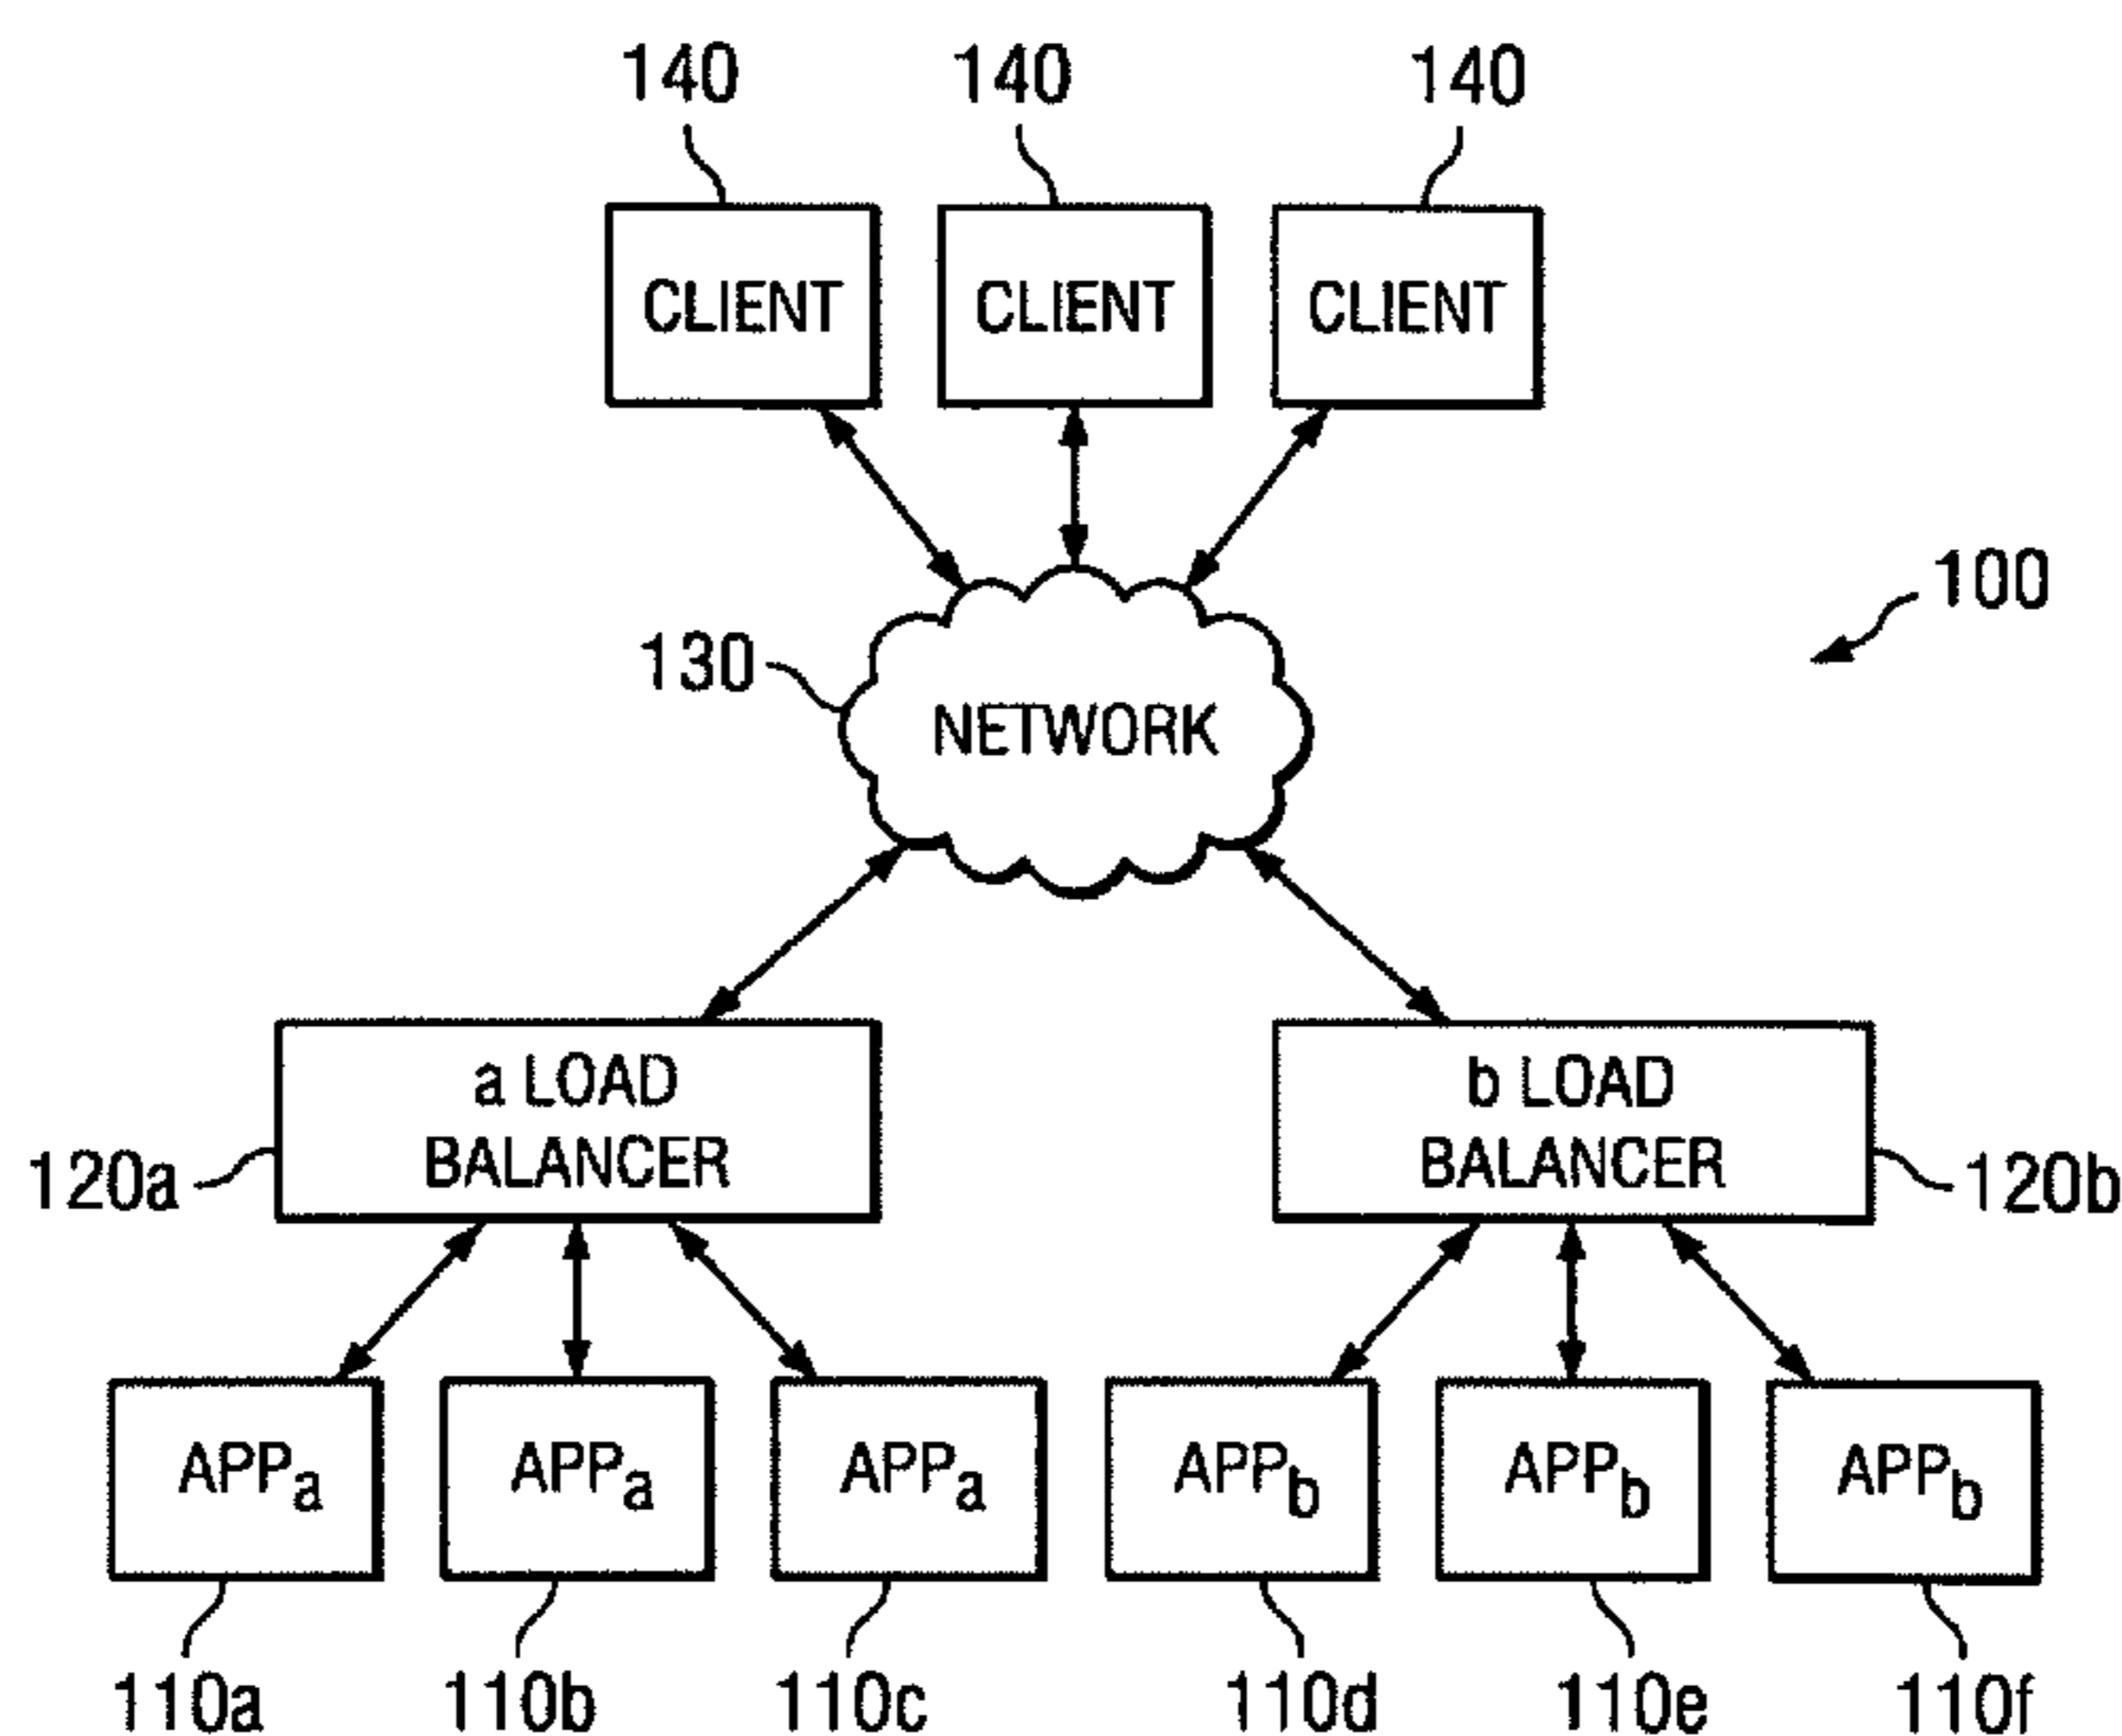 140 140 140
CLIENT CLIENT CLIENT
100
130
NETWORK
a LOAD
BALANCER
b LOAD
BALANCER
120a
120b
APPa APPa APPa APPb APPb APPb
110a 110b 110c 110d 110e 110f